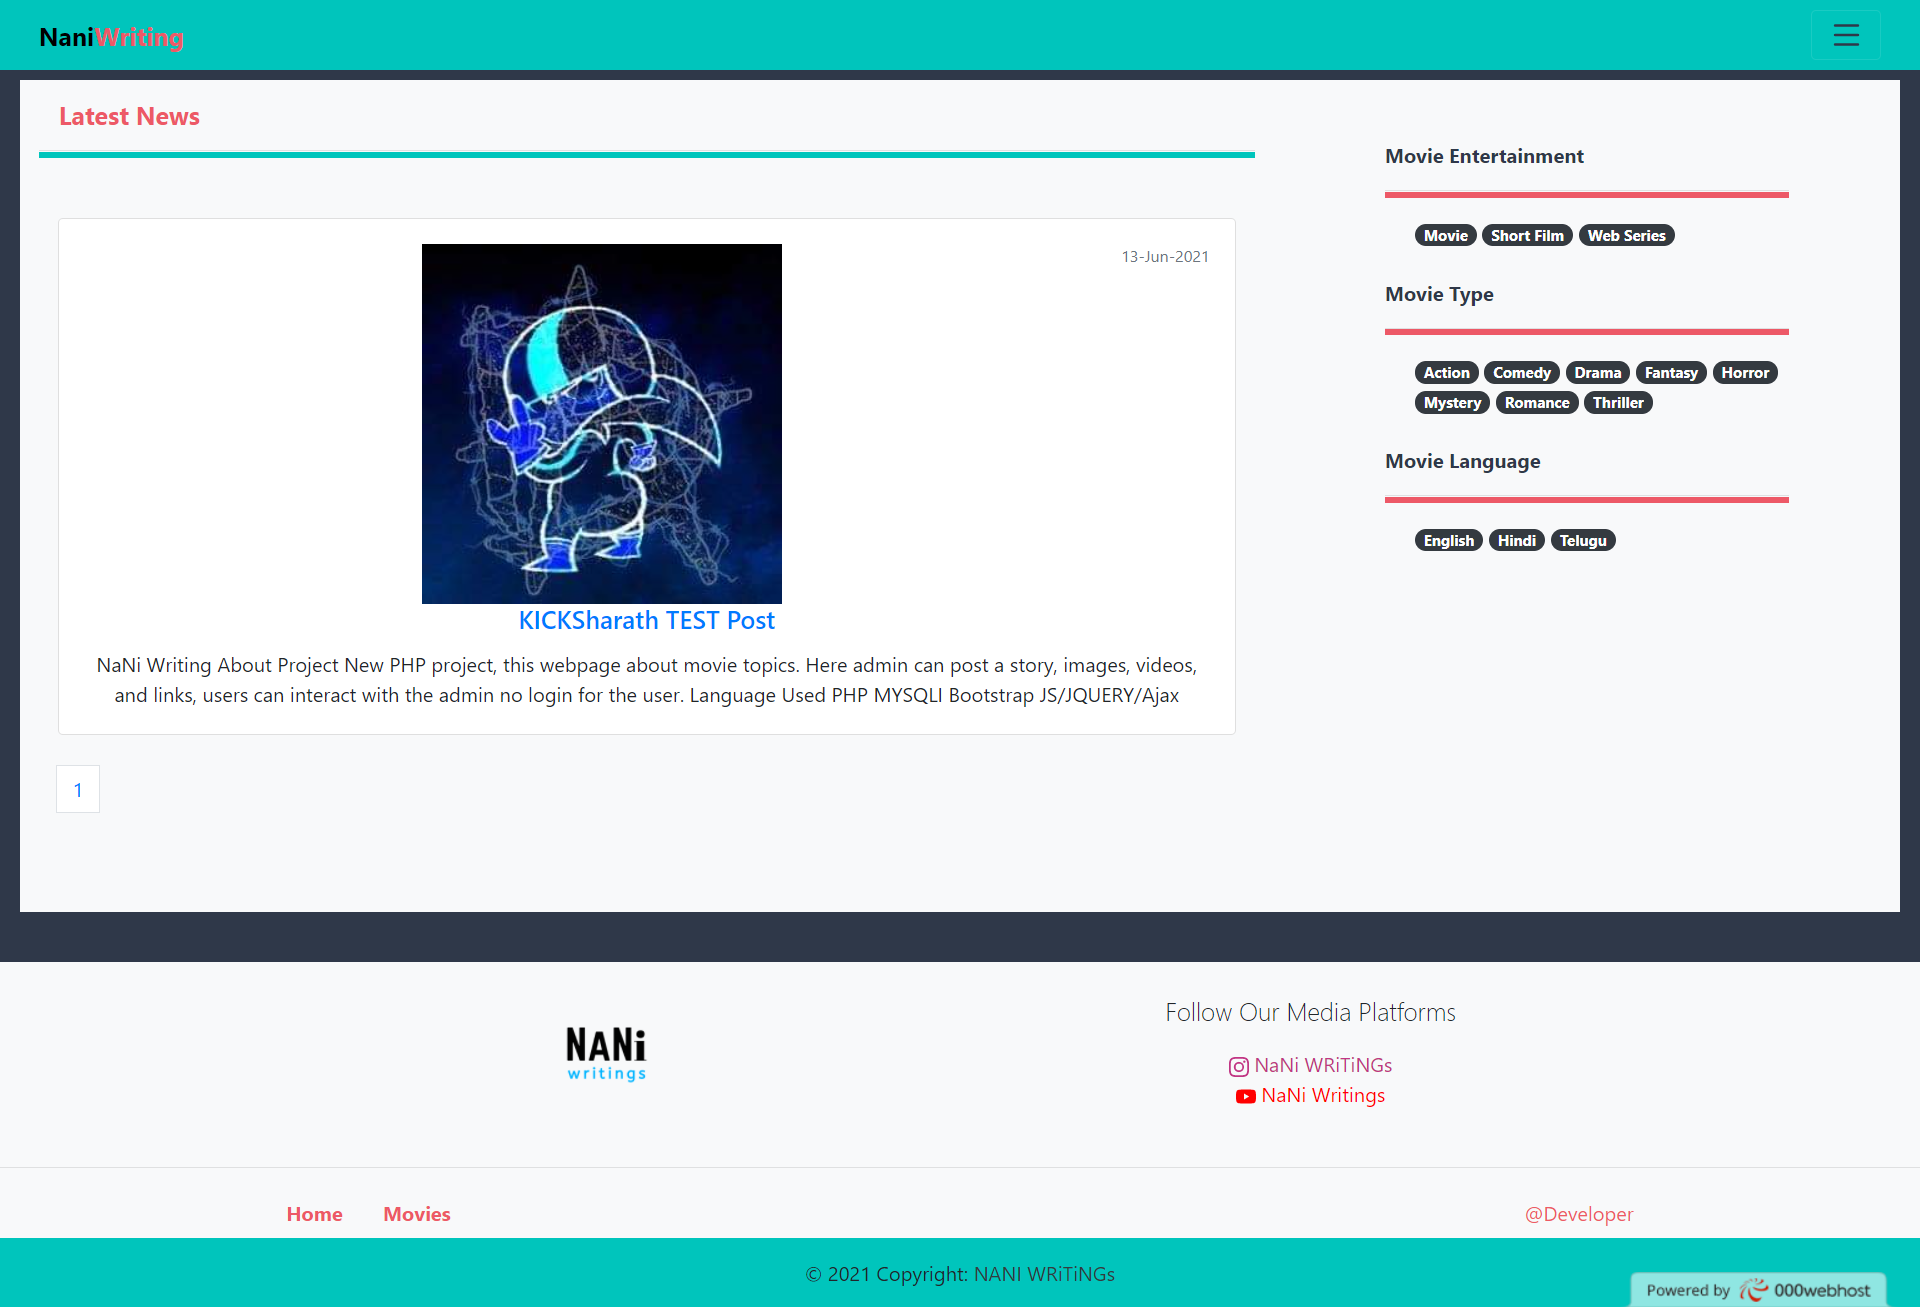 NaniWriting
Latest News
13-Jun-2021
KICKSharath TEST Post
NaNi Writing About Project New PHP project, this webpage about movie topics. Here admin can post a story, images, videos,
and links, users can interact with the admin no login for the user. Language Used PHP MYSQLI Bootstrap JS/JQUERY/Ajax
1
Movie Entertainment
Movie Short Film Web Series
Movie Type
Action Comedy Drama Fantasy Horror
Mystery Romance Thriller
Movie Language
English Hindi Telugu
NANi
writings
Follow Our Media Platforms
NaNi WRiTiNGs
NaNi Writings
Home Movies @Developer
© 2021 Copyright: NANI WRiTiNGs
Powered by 000webhost